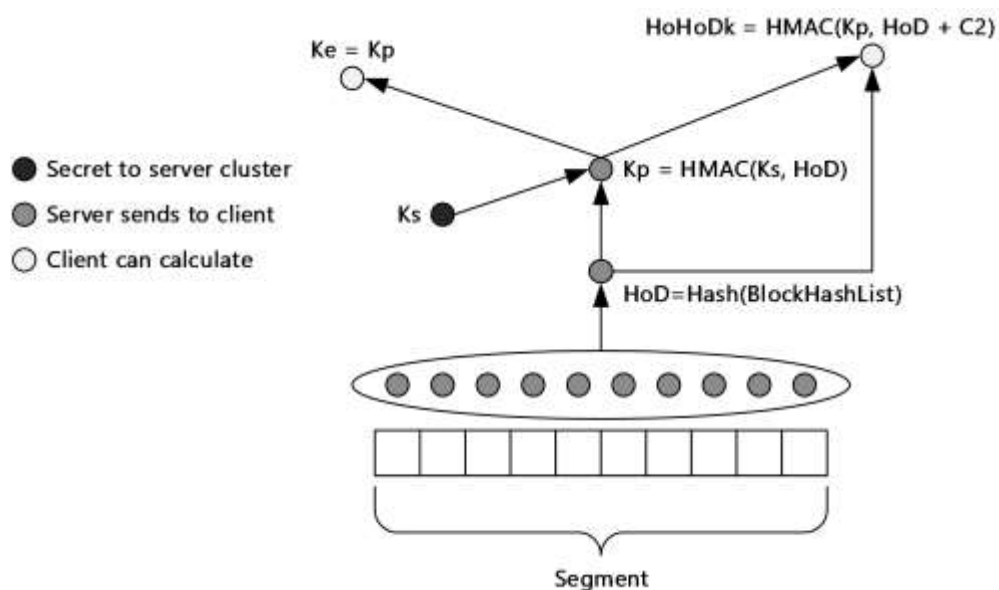 HoHoDk = HMAC(Kp, HoD + C2)
Ke = Kp
Secret to server cluster
Kp = HMAC(Ks, HoD)
Server sends to client
Ks
Client can calculate
HoD=Hash(BlockHashList)
Segment